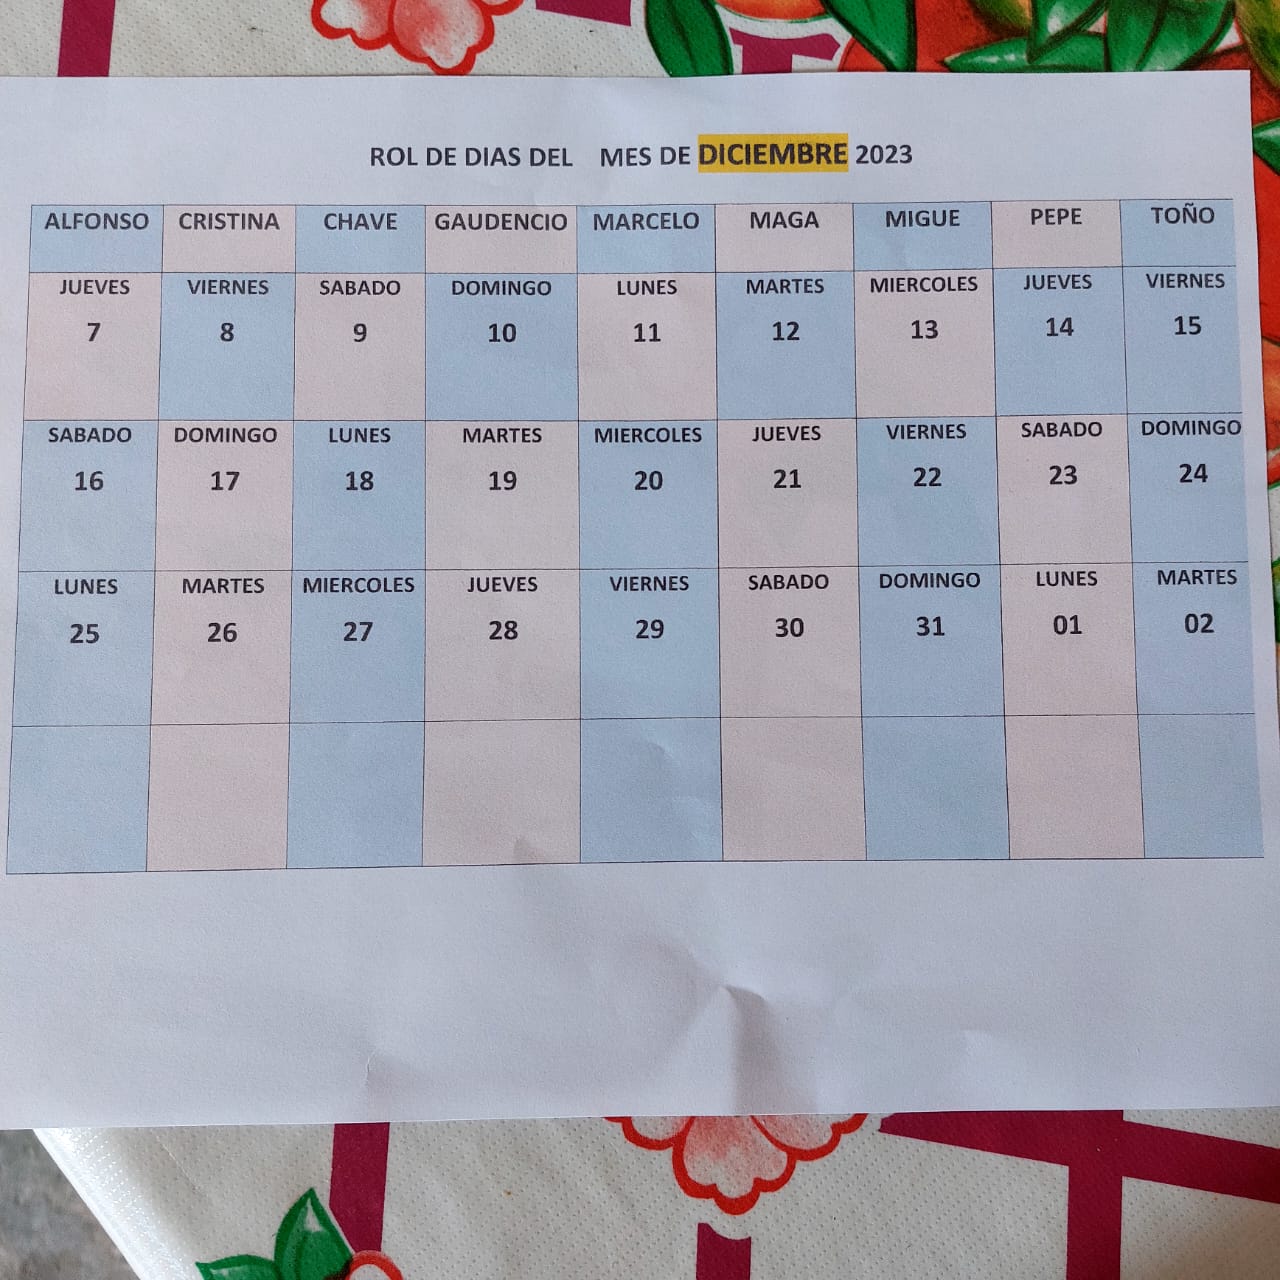 ROL DE DIAS DEL MES DE DICIEMBRE 2023
ALFONSO CRISTINA CHAVE GAUDENCIO MARCELO MAGA MIGUE PEPE TOÑO
JUEVES VIERNES SABADO DOMINGO LUNES MARTES MIERCOLES JUEVES VIERNES
7 8 9 10 11 12 13 14 15
SABADO DOMINGO LUNES MARTES MIERCOLES JUEVES VIERNES SABADO DOMINGO
16 17 18 19 20 21 22 23 24
LUNES MARTES MIERCOLES JUEVES VIERNES SABADO DOMINGO LUNES MARTES
25 26 27 28 29 30 31 01 02